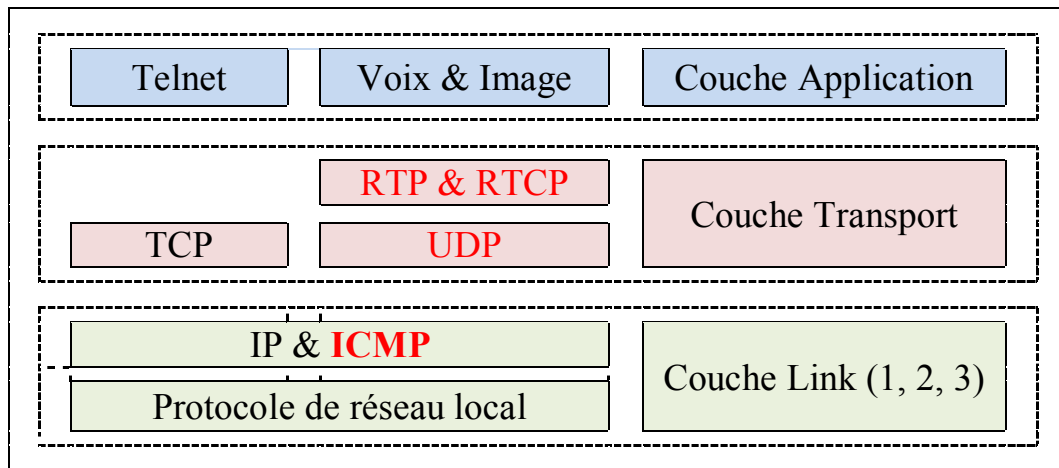 Telnet
Voix & Image
Couche Application
RTP & RTCP
Couche Transport
TCP
UDP
IP & ICMP
Couche Link (1, 2, 3)
Protocole de réseau local